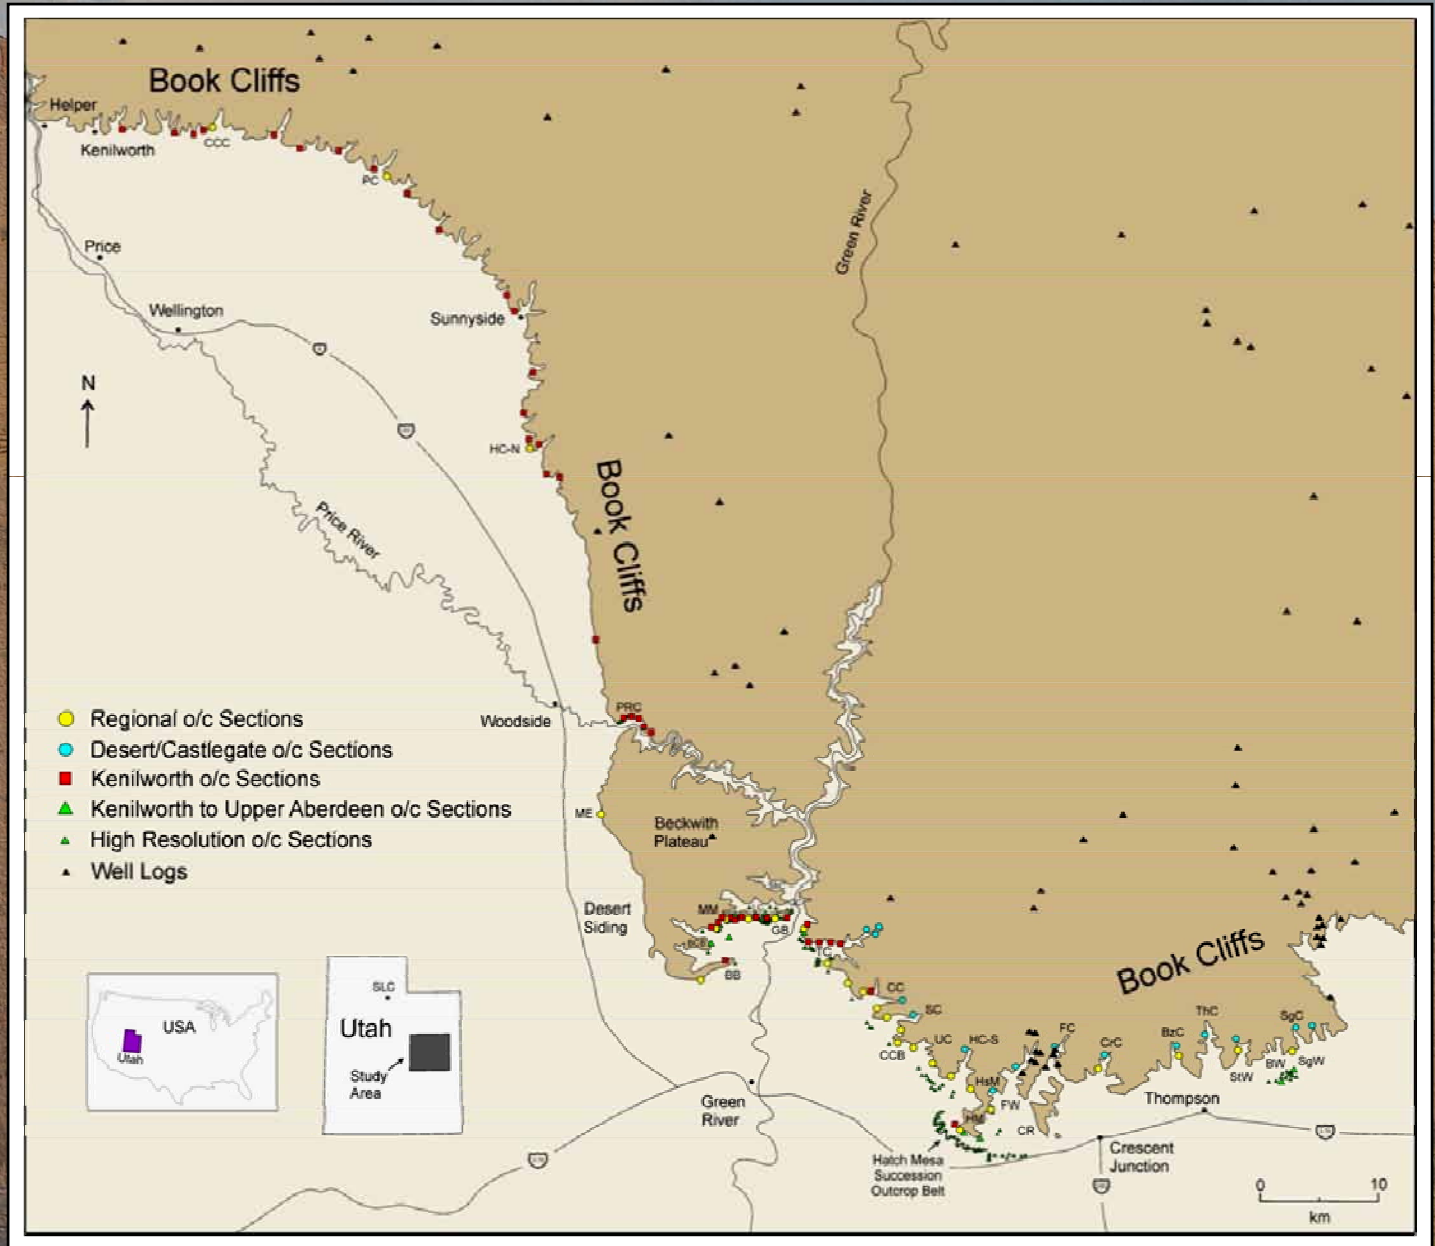 Book Cliffs
Helper
Kenilworth
CCC
PC
Price
Wellington
Sunnyside
Green River
N
HC-N
Book Cliffs
Price River
PRC
Woodside
Regional o/c Sections
Desert/Castlegate o/c Sections
Kenilworth o/c Sections
Kenilworth to Upper Aberdeen o/c Sections
High Resolution o/c Sections
Well Logs
ME
Beckwith
Plateau
Desert
Siding
MM
GB
BB
TC
Book Cliffs
CC
SC
CCB
UC
HC-S
HsM
FC
CrC
BzC
ThC
SgC
StW
BW
SgW
FW
HM
CR
USA
Utah
SLC
Utah
Study
Area
Green
River
Thompson
Crescent
Junction
Hatch Mesa
Succession
Outcrop Belt
0 10
km